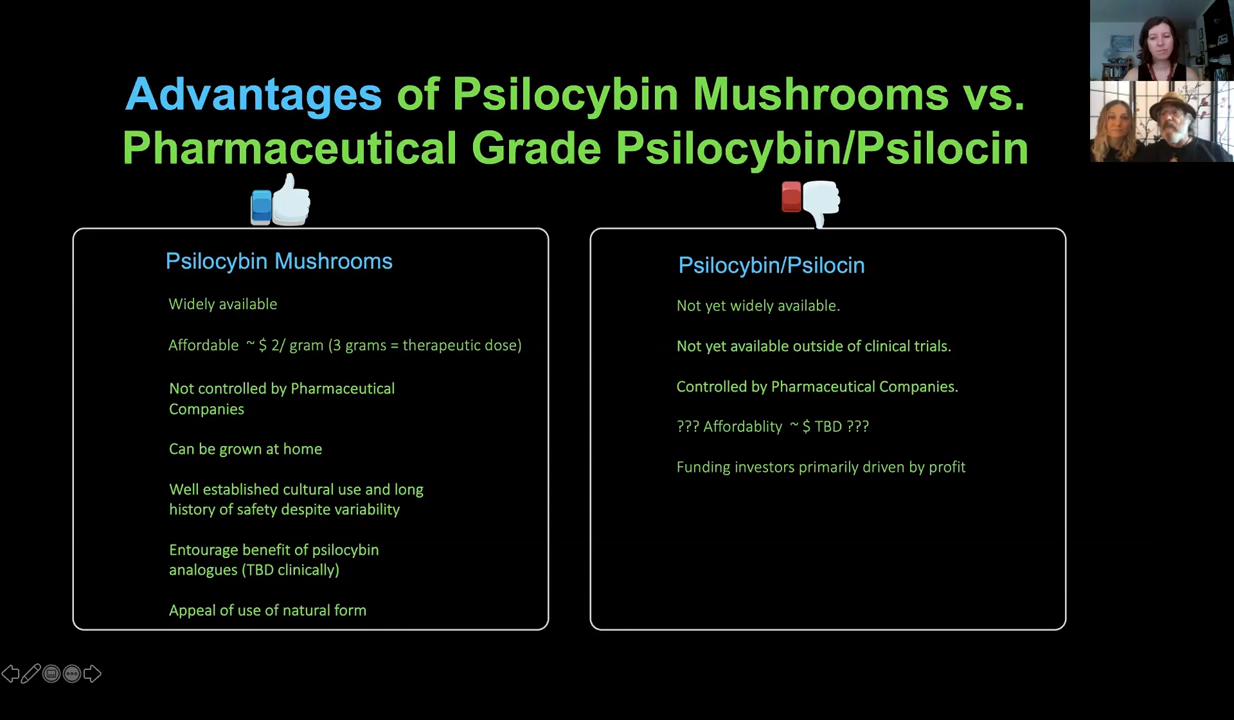 Advantages of Psilocybin Mushrooms vs.
Pharmaceutical Grade Psilocybin/Psilocin
Psilocybin Mushrooms
Widely available
Affordable ~ $ 2/ gram (3 grams = therapeutic dose)
Not controlled by Pharmaceutical
Companies
Can be grown at home
Well established cultural use and long
history of safety despite variability
Entourage benefit of psilocybin
analogues (TBD clinically)
Appeal of use of natural form
Psilocybin/Psilocin
Not yet widely available.
Not yet available outside of clinical trials.
Controlled by Pharmaceutical Companies.
??? Affordablity ~ $ TBD ???
Funding investors primarily driven by profit